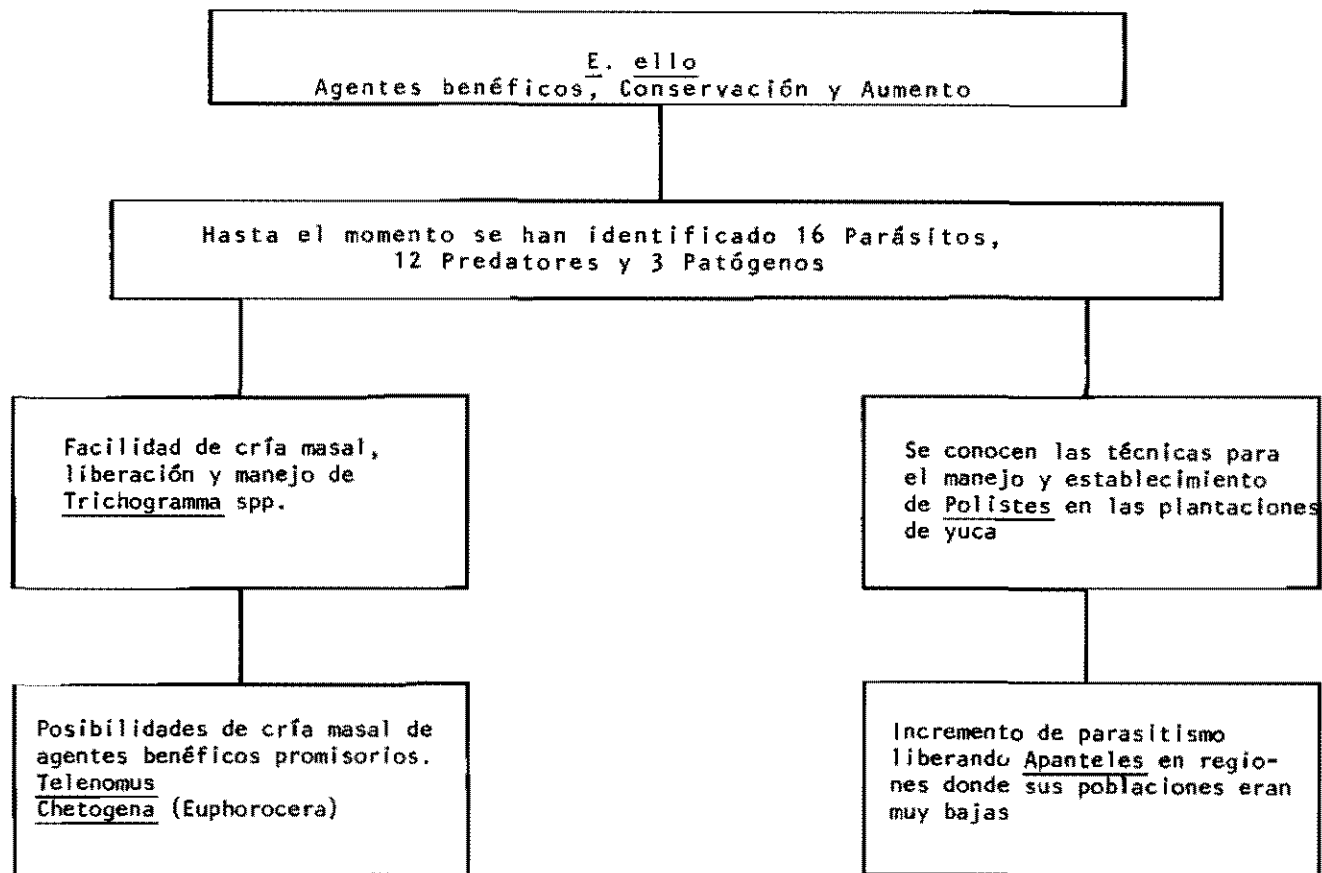 E. ello
Agentes benéficos, Conservación y Aumento
Hasta el momento se han identificado 16 Parásitos,
12 Predatores y 3 Patógenos
Facilidad de cría masal,
liberación y manejo de
Trichogramma spp.
Se conocen las técnicas para
el manejo y establecimiento
de Polistes en las plantaciones
de yuca
Posibilidades de cría masal de
agentes benéficos promisorios.
Telenomus
Chetogena (Euphorocera)
Incremento de parasitismo
liberando Apanteles en regio-
nes donde sus poblaciones eran
muy bajas